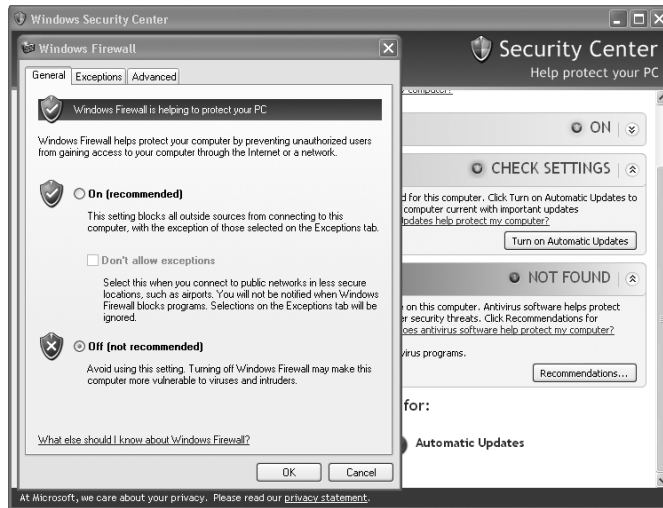 Windows Security Center
Windows Firewall
Security Center
Help protect your PC
General
Exceptions
Advanced
Windows Firewall is helping to protect your PC
Windows Firewall helps protect your computer by preventing unauthorized users
from gaining access to your computer through the Internet or a network.
On (recommended)
This setting blocks all outside sources from connecting to this
computer, with the exception of those selected on the Exceptions tab.
Don't allow exceptions
Select this when you connect to public networks in less secure
locations, such as airports. You will not be notified when Windows
Firewall blocks programs. Selections on the Exceptions tab will be
ignored.
Off (not recommended)
Avoid using this setting. Turning off Windows Firewall may make this
computer more vulnerable to viruses and intruders.
What else should I know about Windows Firewall?
OK
Cancel
ON
CHECK SETTINGS
for this computer. Click Turn on Automatic Updates to
computer current with important updates
updates help protect my computer?
Turn on Automatic Updates
NOT FOUND
on this computer. Antivirus software helps protect
security threats. Click Recommendations for
does antivirus software help protect my computer?
programs.
Recommendations...
for:
Automatic Updates
At Microsoft, we care about your privacy. Please read our privacy statement.